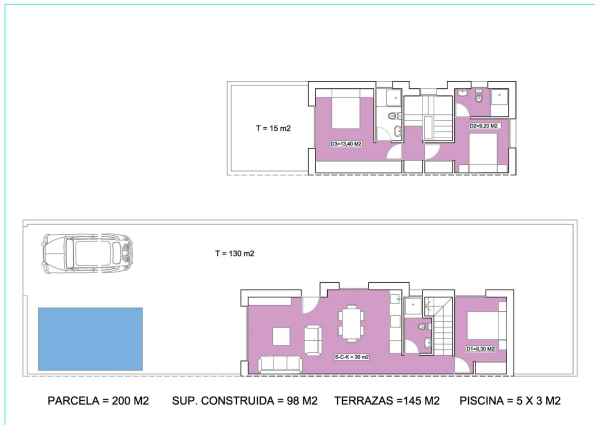 T = 15 m2
D3=13,40 M2
D2=9,20 M2
T = 130 m2
S-C-K = 30 m2
D1=9,30 M2
PARCELA = 200 M2 SUP. CONSTRUIDA = 98 M2 TERRAZAS =145 M2 PISCINA = 5 X 3 M2